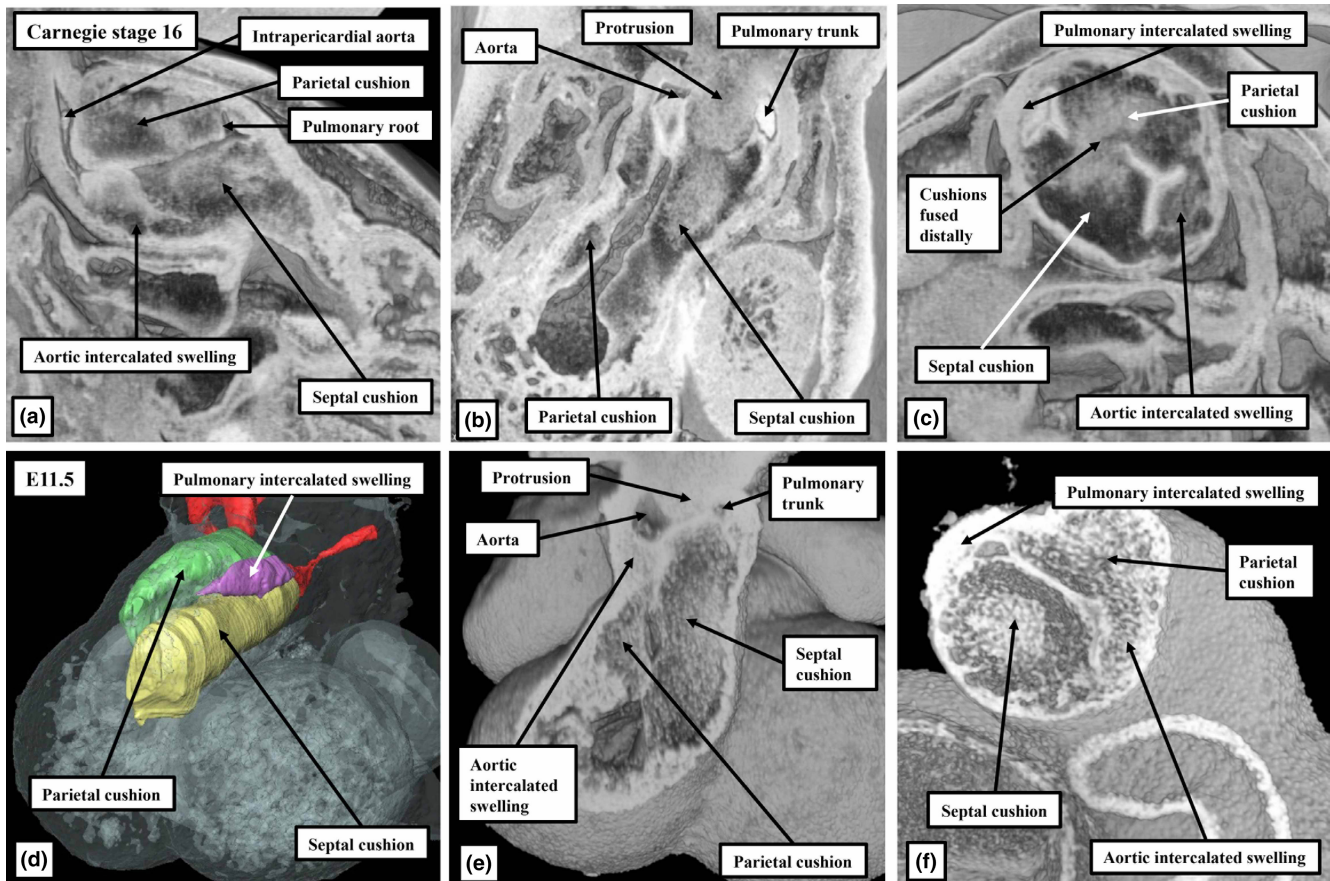 Carnegie stage 16
Intrapericardial aorta
Parietal cushion
Pulmonary root
Aortic intercalated swelling
Septal cushion
(a)
Aorta
Protrusion
Pulmonary trunk
Parietal cushion
Septal cushion
(b)
Pulmonary intercalated swelling
Parietal
cushion
Cushions
fused
distally
Septal cushion
Aortic intercalated swelling
(c)
E11.5
Pulmonary intercalated swelling
Parietal cushion
Septal cushion
(d)
Protrusion
Pulmonary
trunk
Aorta
Septal
cushion
Aortic
intercalated
swelling
Parietal cushion
(e)
Pulmonary intercalated swelling
Parietal
cushion
Septal cushion
Aortic intercalated swelling
(f)